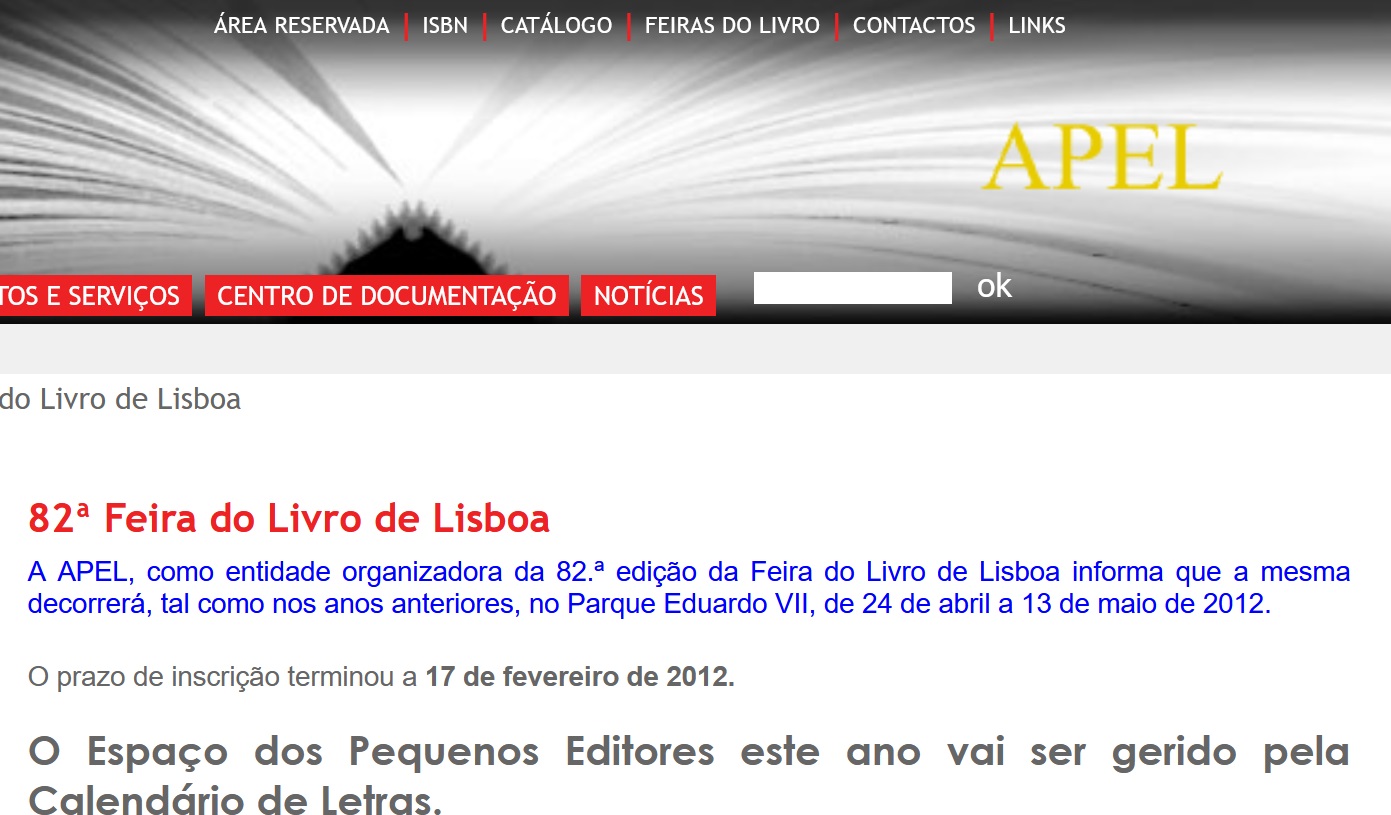 ÁREA RESERVADA | ISBN | CATÁLOGO | FEIRAS DO LIVRO | CONTACTOS | LINKS
APEL
TOS E SERVIÇOS CENTRO DE DOCUMENTAÇÃO NOTÍCIAS ok
do Livro de Lisboa
82ª Feira do Livro de Lisboa
A APEL, como entidade organizadora da 82.ª edição da Feira do Livro de Lisboa informa que a mesma
decorrerá, tal como nos anos anteriores, no Parque Eduardo VII, de 24 de abril a 13 de maio de 2012.
O prazo de inscrição terminou a 17 de fevereiro de 2012.
O Espaço dos Pequenos Editores este ano vai ser gerido pela
Calendário de Letras.